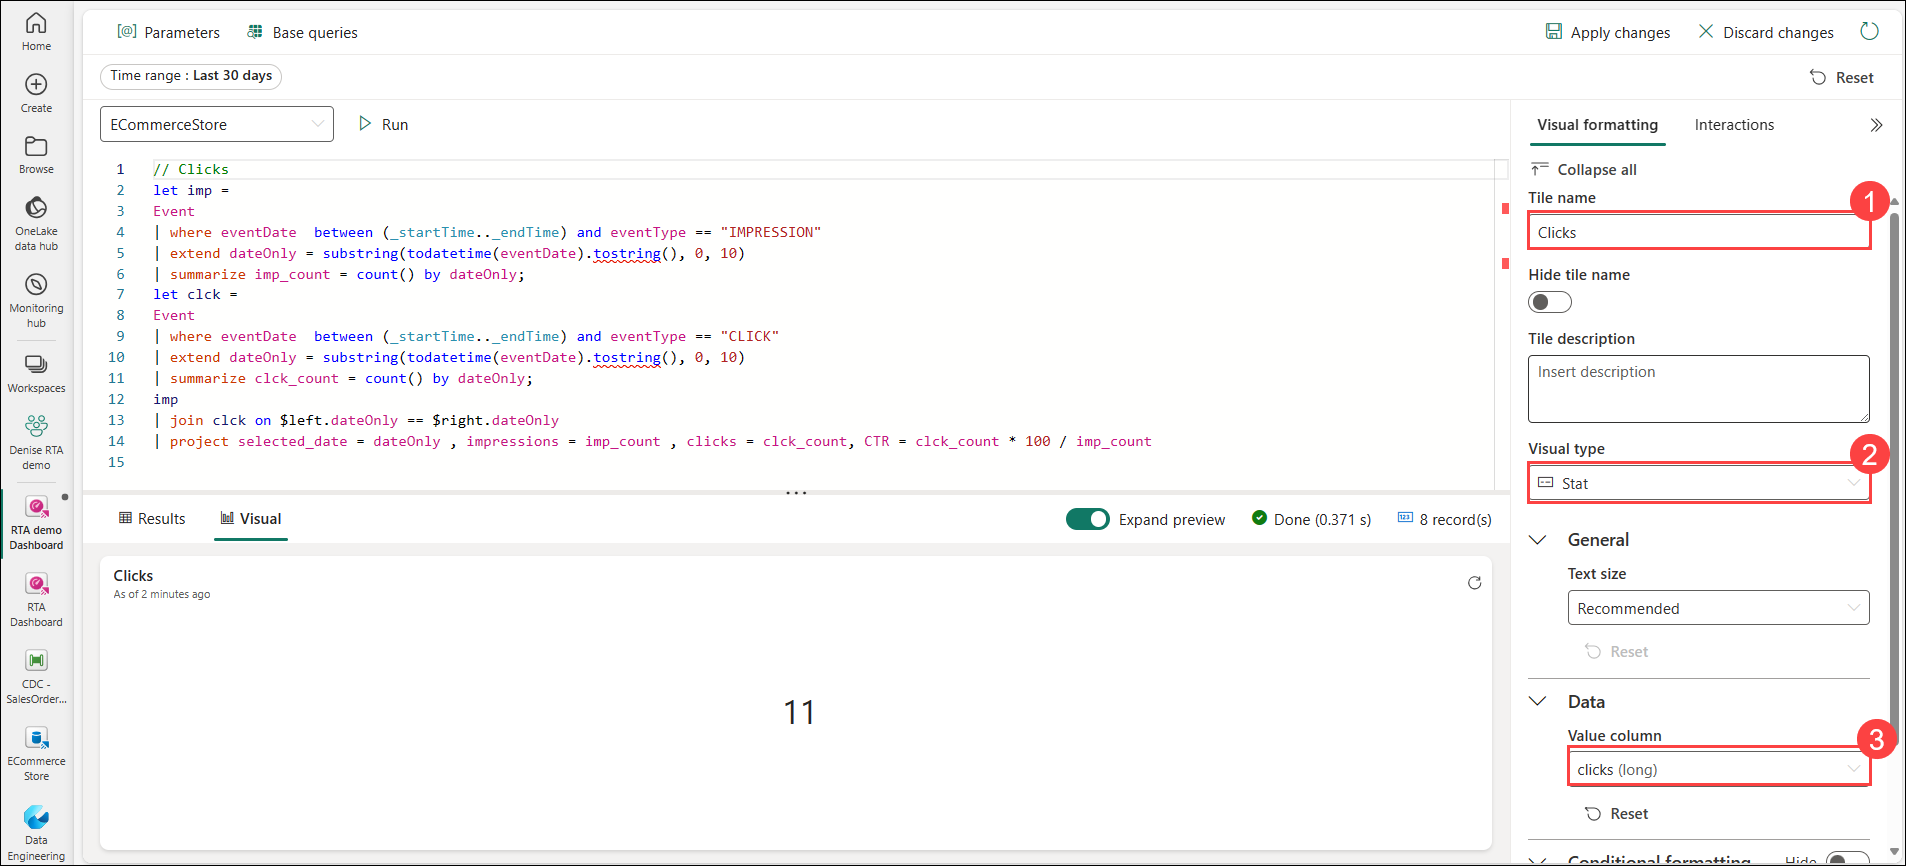 Home
Create
Browse
OneLake
data hub
Monitoring
hub
Workspaces
Denise RTA
demo
RTA demo
Dashboard
RTA
Dashboard
CDC -
SalesOrder...
ECommerce
Store
Data
Engineering
[@] Parameters
Base queries
Apply changes
Discard changes
Time range : Last 30 days
Reset
ECommerceStore
Run
1 // Clicks
2 let imp =
3 Event
4 | where eventDate  between (_startTime.._endTime) and eventType == "IMPRESSION"
5 | extend dateOnly = substring(todatetime(eventDate).tostring(), 0, 10)
6 | summarize imp_count = count() by dateOnly;
7 let clck =
8 Event
9 | where eventDate  between (_startTime.._endTime) and eventType == "CLICK"
10 | extend dateOnly = substring(todatetime(eventDate).tostring(), 0, 10)
11 | summarize clck_count = count() by dateOnly;
12 imp
13 | join clck on $left.dateOnly == $right.dateOnly
14 | project selected_date = dateOnly , impressions = imp_count , clicks = clck_count, CTR = clck_count * 100 / imp_count
15
Results
Visual
Expand preview
Done (0.371 s)
123
8 record(s)
Clicks
As of 2 minutes ago
11
Visual formatting
Interactions
Collapse all
Tile name
1
Clicks
Hide tile name
Tile description
Insert description
Visual type
2
Stat
General
Text size
Recommended
Reset
Data
Value column
3
clicks (long)
Reset
Conditional formatting
Hide